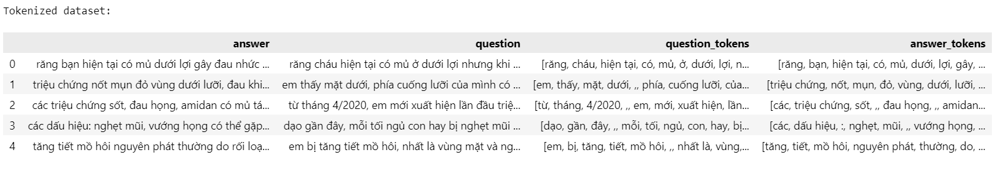 Tokenized dataset:
answer question question_tokens answer_tokens
0 răng bạn hiện tại có mủ dưới lợi gây đau nhức ... răng cháu hiện tại có mủ ở dưới lợi nhưng khi ... [răng, cháu, hiện tại, có, mủ, ở, dưới, lợi, n... [răng, bạn, hiện tại, có, mủ, dưới, lợi, gây, ...
1 triệu chứng nốt mụn đỏ vùng dưới lưỡi, đau khi... em thấy mặt dưới, phía cuống lưỡi của mình có ... [em, thấy, mặt, dưới, ,, phía, cuống lưỡi, của... [triệu chứng, nốt, mụn, đỏ, vùng, dưới, lưỡi, ...
2 các triệu chứng sốt, đau họng, amidan có mủ tá... từ tháng 4/2020, em mới xuất hiện lần đầu triệ... [từ, tháng, 4/2020, ,, em, mới, xuất hiện, lần... [các, triệu chứng, sốt, ,, đau họng, ,, amidan...
3 các dấu hiệu: nghẹt mũi, vướng họng có thể gặp... dạo gần đây, mỗi tối ngủ con hay bị nghẹt mũi ... [dạo, gần, đây, ,, mỗi, tối, ngủ, con, hay, bị... [các, dấu hiệu, :, nghẹt, mũi, ,, vướng họng, ...
4 tăng tiết mồ hôi nguyên phát thường do rối loạ... em bị tăng tiết mồ hôi, nhất là vùng mặt và ng... [em, bị, tăng, tiết, mồ hôi, ,, nhất là, vùng,... [tăng, tiết, mồ hôi, nguyên phát, thường, do, ...